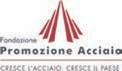 Fondazione
Promozione Acciaio
CRESCE L'ACCIAIO. CRESCE IL PAESE